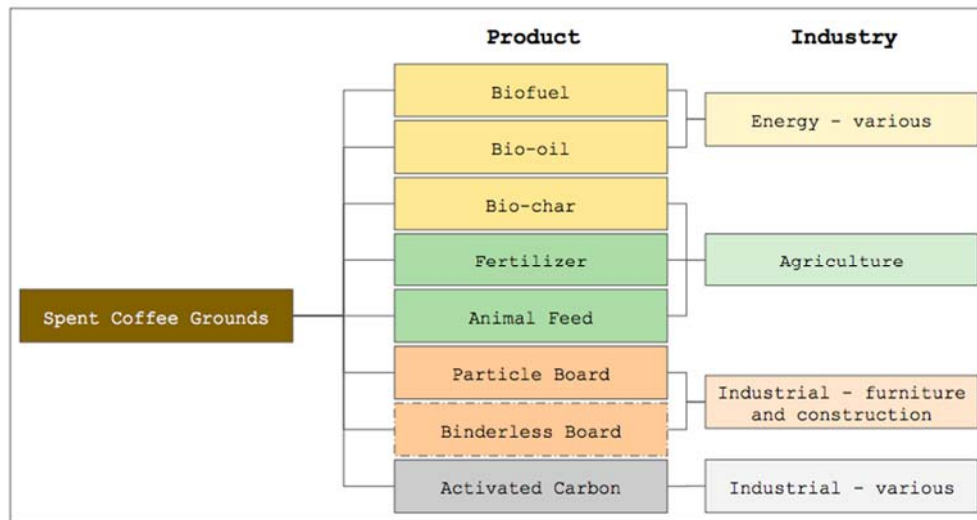 Product
Industry
Biofuel
Energy - various
Bio-oil
Bio-char
Fertilizer
Agriculture
Spent Coffee Grounds
Animal Feed
Particle Board
Industrial - furniture
and construction
Binderless Board
Activated Carbon
Industrial - various